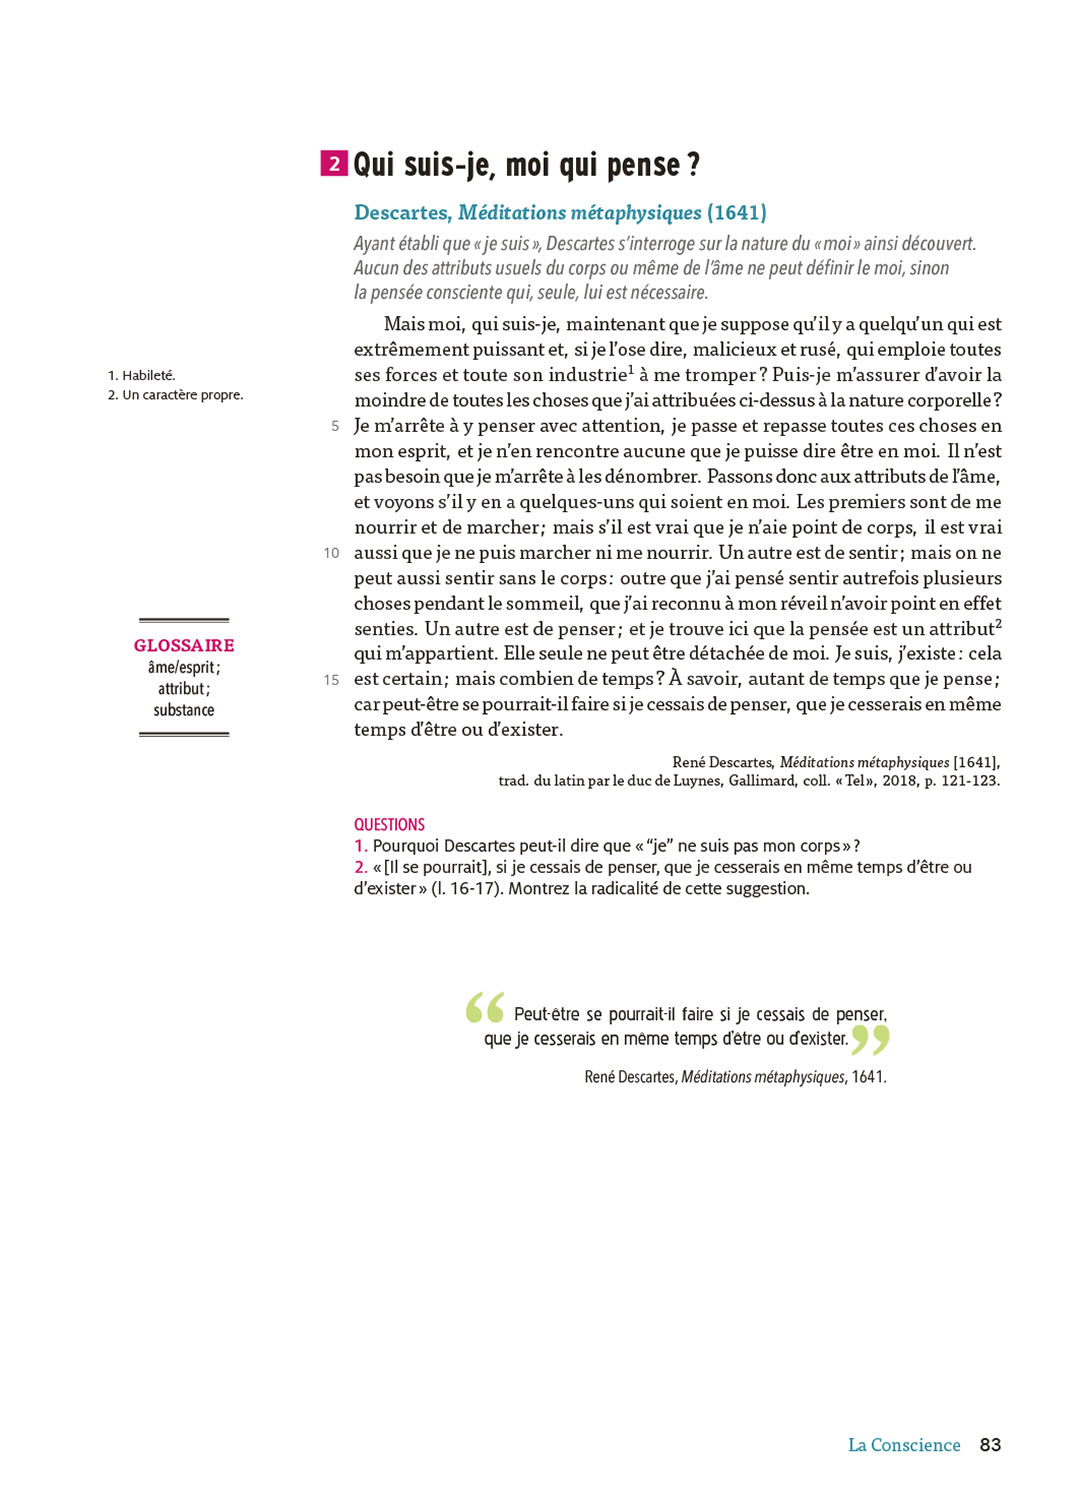 2 Qui suis-je, moi qui pense ?
Descartes, Méditations métaphysiques (1641)
Ayant établi que « je suis », Descartes s’interroge sur la nature du « moi » ainsi découvert.
Aucun des attributs usuels du corps ou même de l’âme ne peut définir le moi, sinon
la pensée consciente qui, seule, lui est nécessaire.
Mais moi, qui suis-je, maintenant que je suppose qu’il y a quelqu’un qui est
extrêmement puissant et, si je l’ose dire, malicieux et rusé, qui emploie toutes
ses forces et toute son industrie1 à me tromper ? Puis-je m’assurer d’avoir la
moindre de toutes les choses que j’ai attribuées ci-dessus à la nature corporelle ?
5 Je m’arrête à y penser avec attention, je passe et repasse toutes ces choses en
mon esprit, et je n’en rencontre aucune que je puisse dire être en moi. Il n’est
pas besoin que je m’arrête à les dénombrer. Passons donc aux attributs de l’âme,
et voyons s’il y en a quelques-uns qui soient en moi. Les premiers sont de me
nourrir et de marcher ; mais s’il est vrai que je n’aie point de corps, il est vrai
10 aussi que je ne puis marcher ni me nourrir. Un autre est de sentir ; mais on ne
peut aussi sentir sans le corps : outre que j’ai pensé sentir autrefois plusieurs
choses pendant le sommeil, que j’ai reconnu à mon réveil n’avoir point en effet
senties. Un autre est de penser ; et je trouve ici que la pensée est un attribut2
qui m’appartient. Elle seule ne peut être détachée de moi. Je suis, j’existe : cela
15 est certain ; mais combien de temps ? À savoir, autant de temps que je pense ;
car peut-être se pourrait-il faire si je cessais de penser, que je cesserais en même
temps d’être ou d’exister.
René Descartes, Méditations métaphysiques [1641],
trad. du latin par le duc de Luynes, Gallimard, coll. « Tel », 2018, p. 121-123.
1. Habileté.
2. Un caractère propre.
GLOSSAIRE
âme/esprit ;
attribut ;
substance
QUESTIONS
1. Pourquoi Descartes peut-il dire que « “je” ne suis pas mon corps » ?
2. « [Il se pourrait], si je cessais de penser, que je cesserais en même temps d’être ou
d’exister » (l. 16-17). Montrez la radicalité de cette suggestion.
“ Peut-être se pourrait-il faire si je cessais de penser,
que je cesserais en même temps d’être ou d’exister. ”
René Descartes, Méditations métaphysiques, 1641.
La Conscience 83